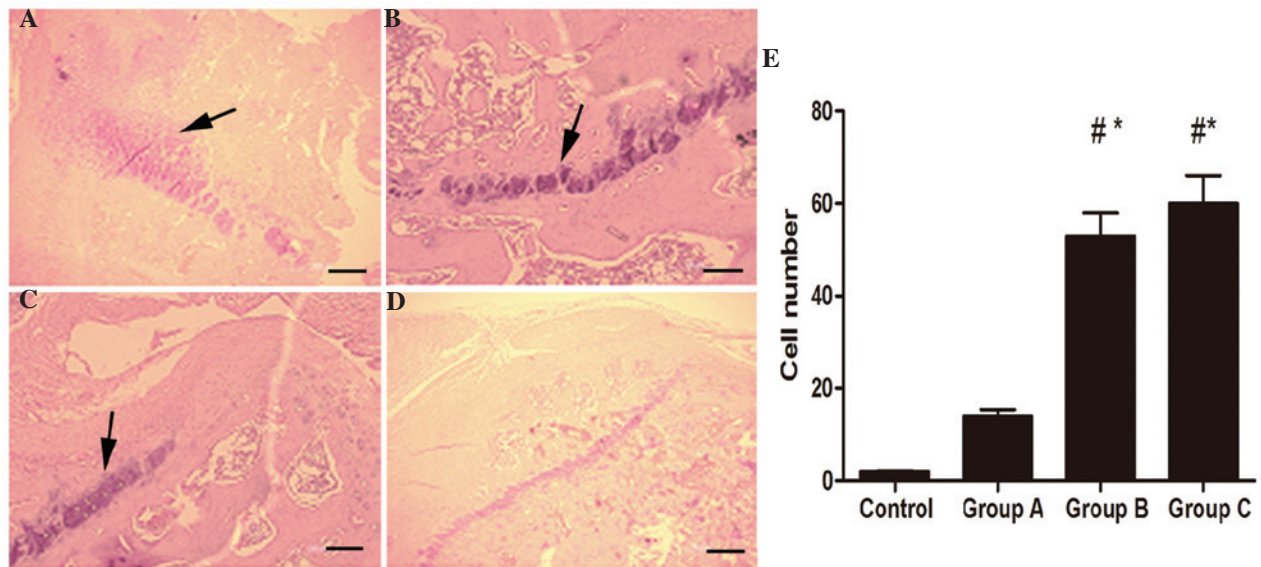 A
B
C
D
E
Cell number
80
60
40
20
0
# *
#*
Control
Group A
Group B
Group C